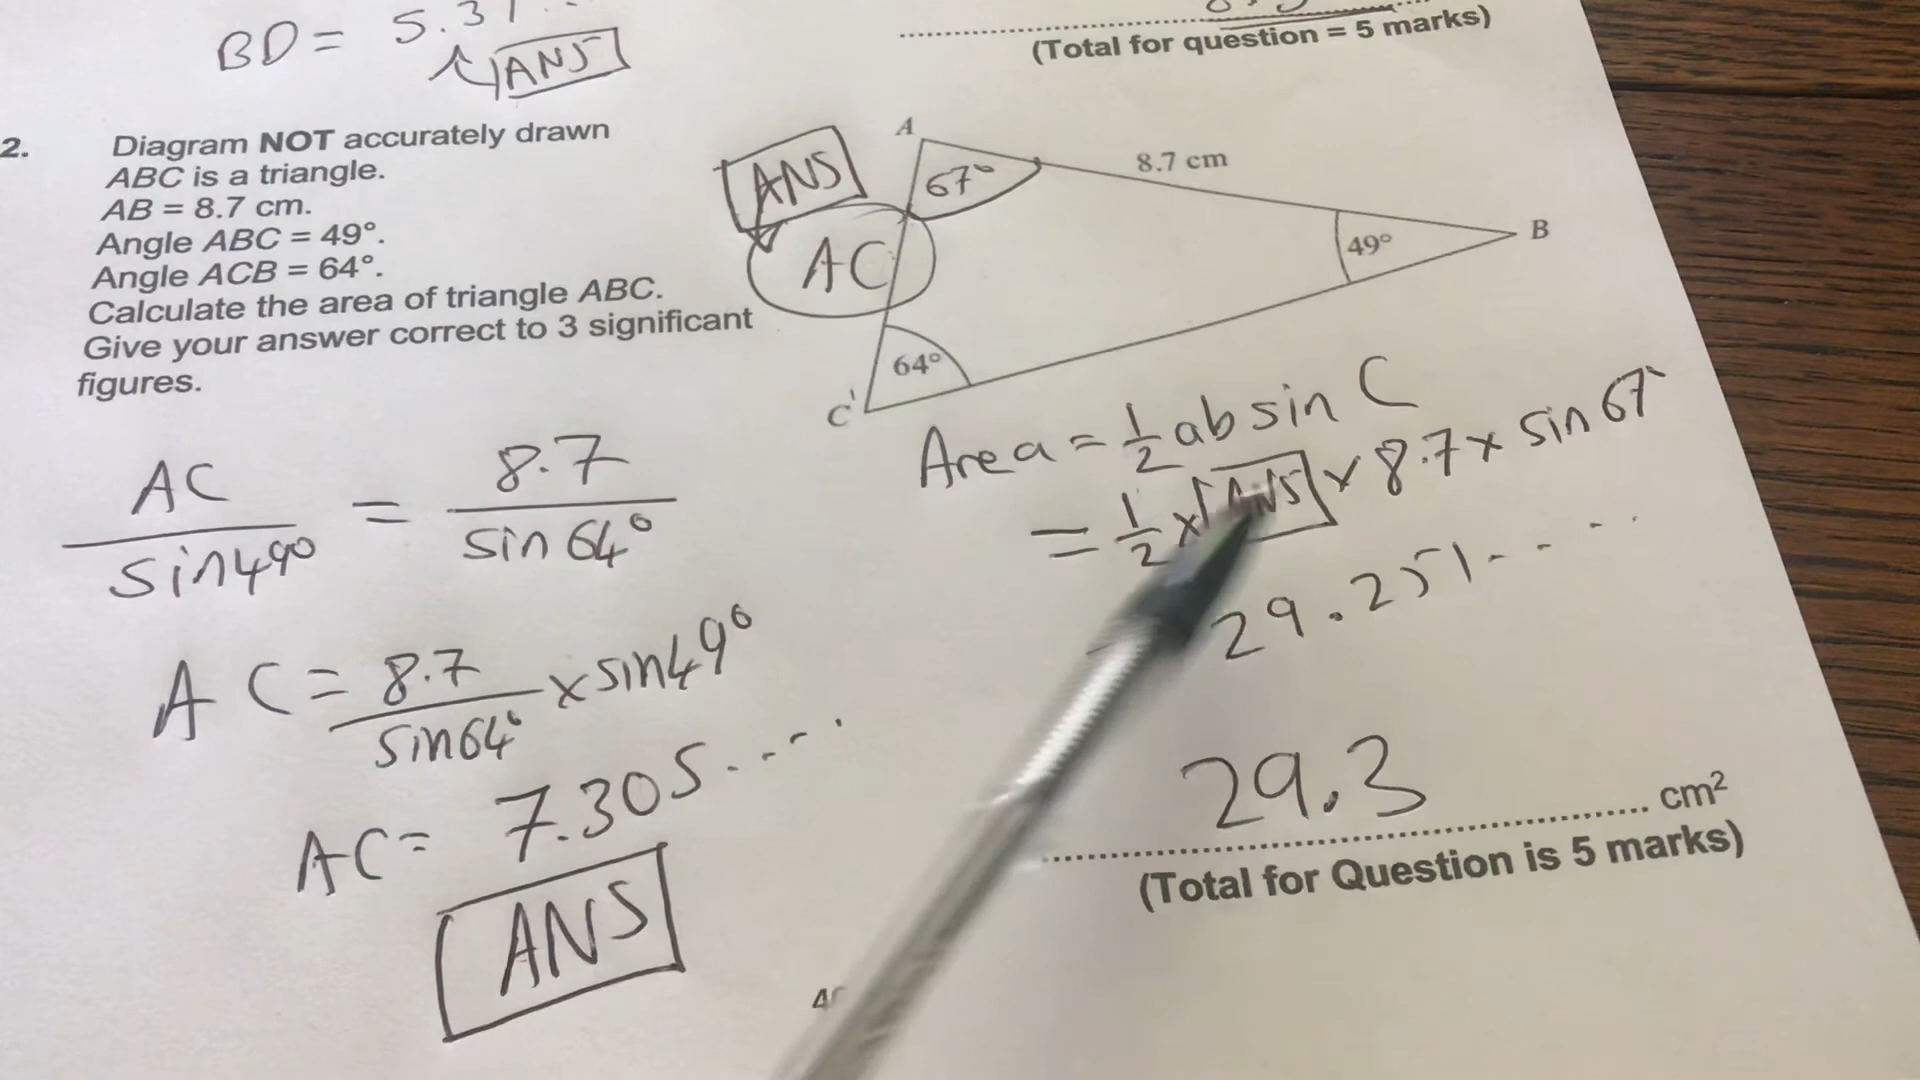 BD = 5.31...
ANS
(Total for question = 5 marks)
2.
Diagram NOT accurately drawn
ABC is a triangle.
AB = 8.7 cm.
Angle ABC = 49°.
Angle ACB = 64°.
Calculate the area of triangle ABC.
Give your answer correct to 3 significant
figures.
ANS
AC
A
67°
8.7 cm
49°
B
64°
C
AC / sin49° = 8.7 / sin 64°
AC = 8.7 / sin64° × sin49°
AC = 7.305....
ANS
Area = 1/2 ab sin C
= 1/2 × ANS × 8.7 × sin 67°
29.251....
29.3
cm²
(Total for Question is 5 marks)